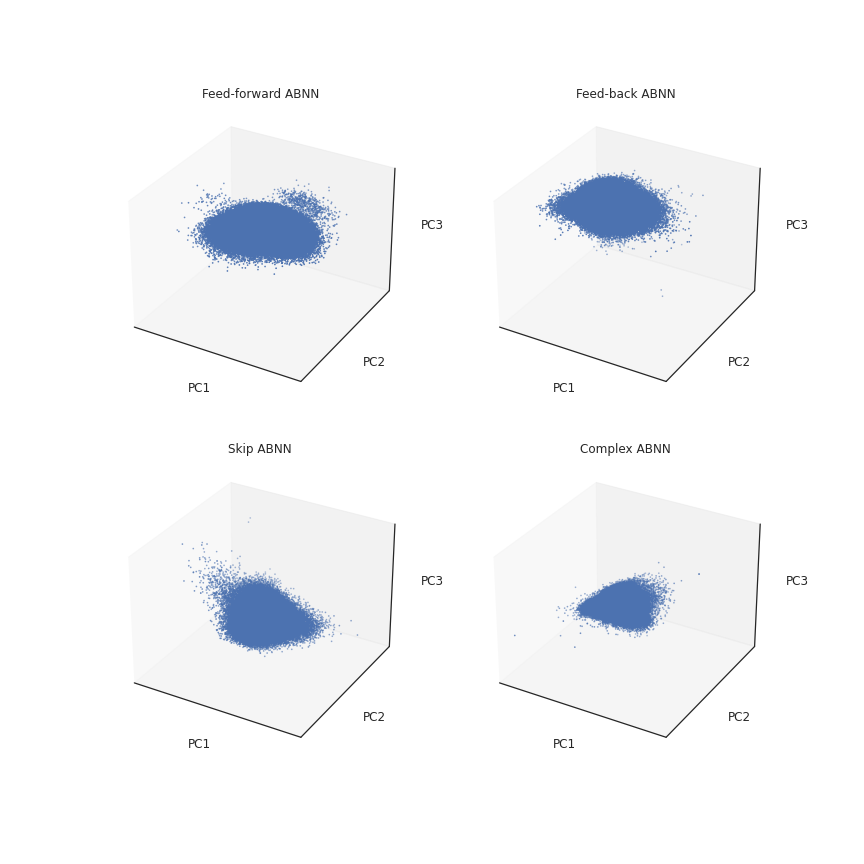 Feed-forward ABNN
Feed-back ABNN
PC3
PC3
PC2
PC2
PC1
PC1
Skip ABNN
Complex ABNN
PC3
PC3
PC2
PC2
PC1
PC1